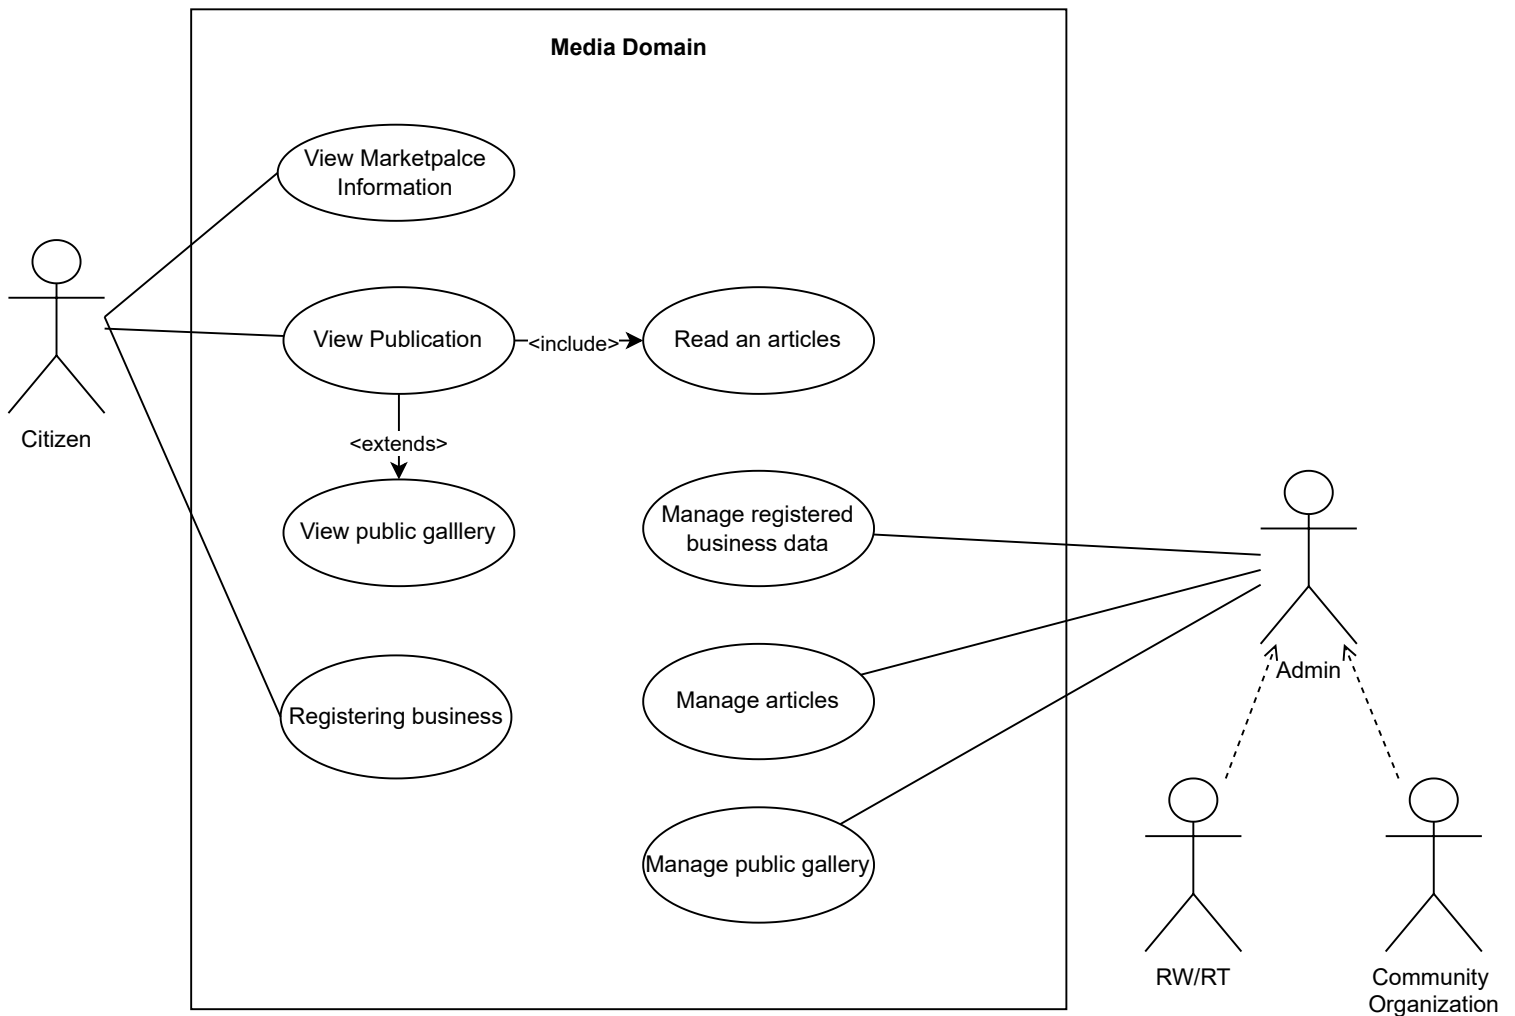 Media Domain
View Marketpalce
Information
View Publication
<include>
Read an articles
Citizen
<extends>
View public galllery
Manage registered
business data
Admin
Registering business
Manage articles
Manage public gallery
RW/RT
Community
Organization